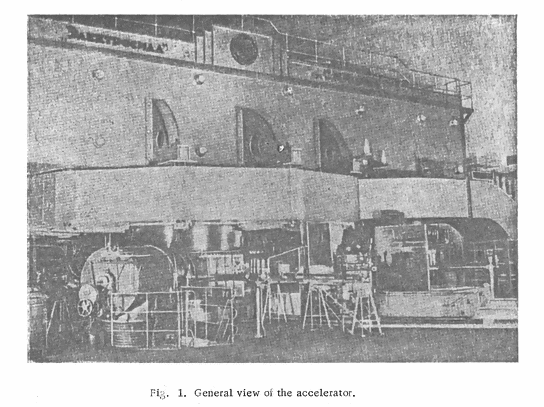 Fig. 1. General view of the accelerator.